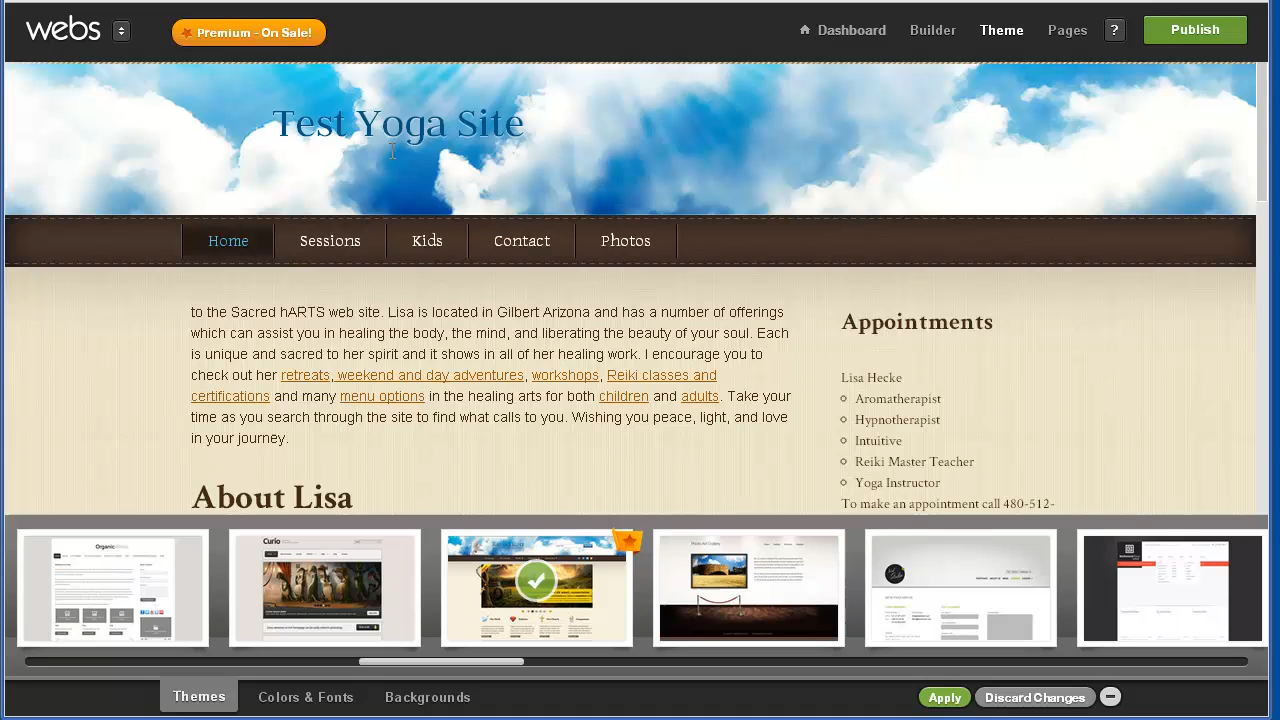 webs
Premium - On Sale!
Dashboard
Builder
Theme
Pages
?
Publish
Test Yoga Site
Home
Sessions
Kids
Contact
Photos
to the Sacred hARTS web site. Lisa is located in Gilbert Arizona and has a number of offerings
which can assist you in healing the body, the mind, and liberating the beauty of your soul. Each
is unique and sacred to her spirit and it shows in all of her healing work. I encourage you to
check out her retreats, weekend and day adventures, workshops, Reiki classes and
certifications and many menu options in the healing arts for both children and adults. Take your
time as you search through the site to find what calls to you. Wishing you peace, light, and love
in your journey.
About Lisa
Appointments
Lisa Hecke
Aromatherapist
Hypnotherapist
Intuitive
Reiki Master Teacher
Yoga Instructor
To make an appointment call 480-512-
Curio
Themes
Colors & Fonts
Backgrounds
Apply
Discard Changes